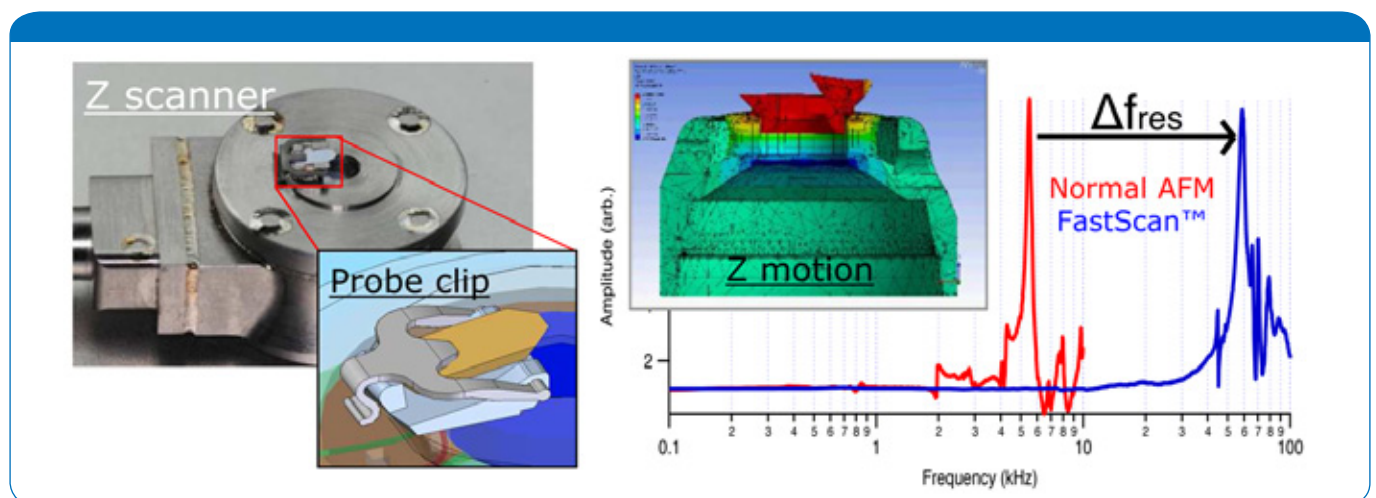 Z scanner
Probe clip
Z motion
Δfres
Normal AFM
FastScan™
Amplitude (arb.)
2
0.1 2 3 4 5 6 7 8 9 1 2 3 4 5 6 7 8 9 10 2 3 4 5 6 7 8 9 100
Frequency (kHz)